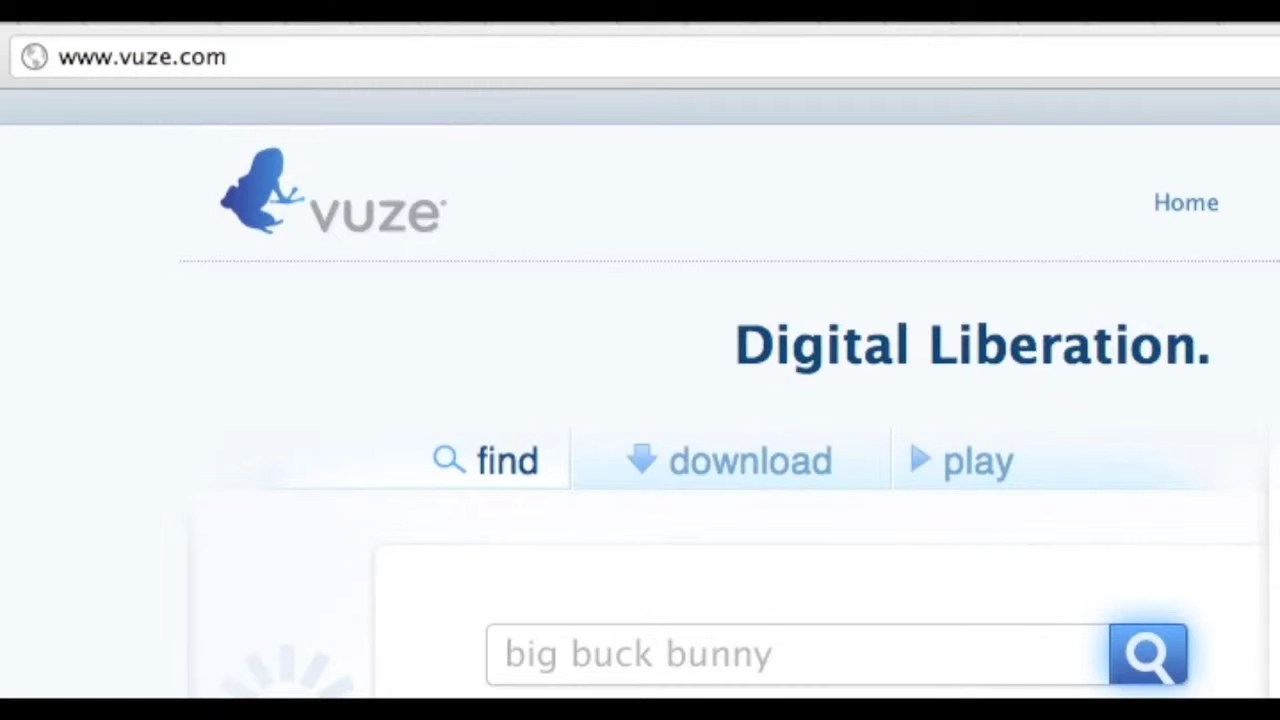 www.vuze.com
vuze
Home
Digital Liberation.
find
download
play
big buck bunny